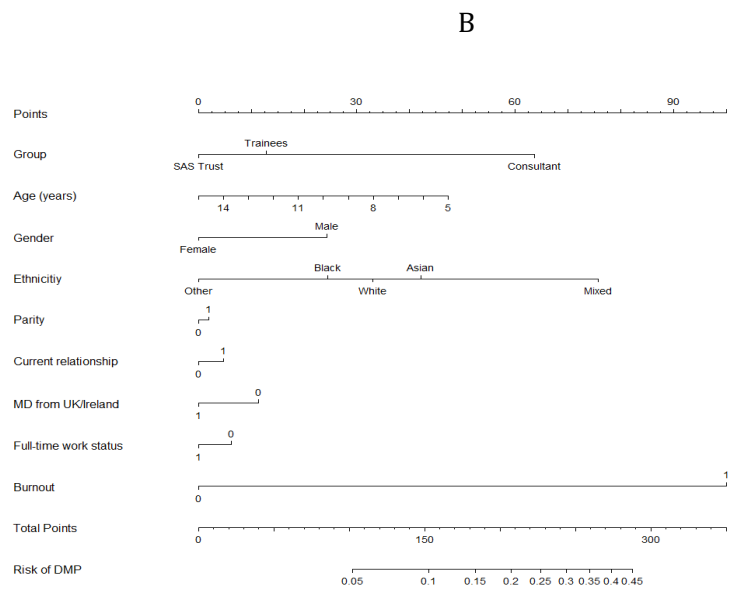 B
0 30 60 90
Points
Trainees
Group
SAS Trust Consultant
Age (years)
14 11 8 5
Male
Gender
Female
Black Asian
Ethnicitiy
Other White Mixed
1
Parity
0
1
Current relationship
0
0
MD from UK/Ireland
1
0
Full-time work status
1
1
Burnout
0
Total Points
0 150 300
Risk of DMP
0.05 0.1 0.15 0.2 0.25 0.3 0.35 0.4 0.45